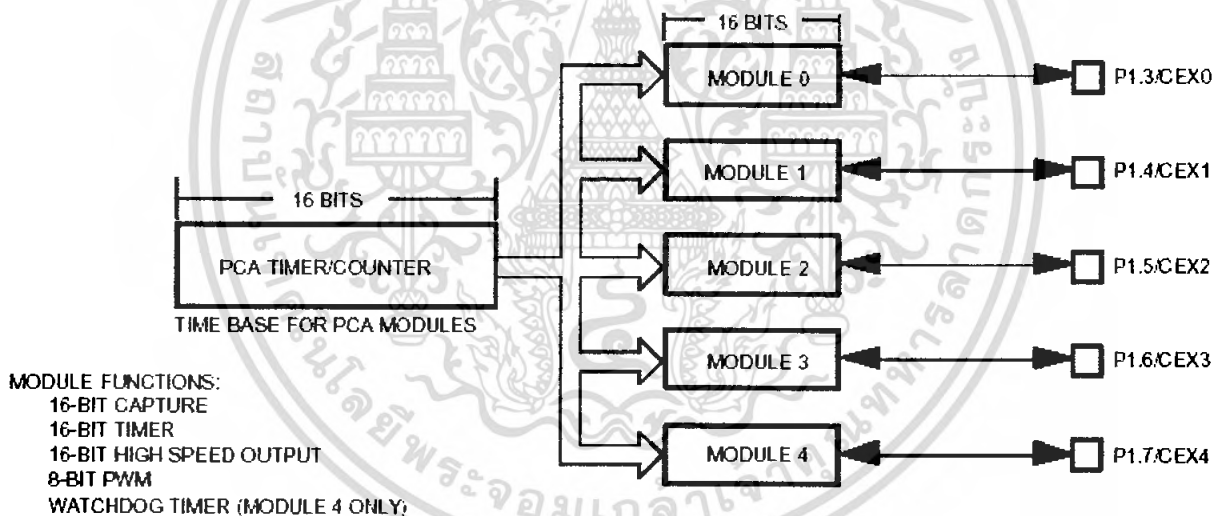 16 BITS
MODULE 0
P1.3/CEX0
MODULE 1
P1.4/CEX1
16 BITS
PCA TIMER/COUNTER
MODULE 2
P1.5/CEX2
TIME BASE FOR PCA MODULES
MODULE 3
P1.6/CEX3
MODULE FUNCTIONS:
16-BIT CAPTURE
16-BIT TIMER
16-BIT HIGH SPEED OUTPUT
8-BIT PWM
WATCHDOG TIMER (MODULE 4 ONLY)
MODULE 4
P1.7/CEX4